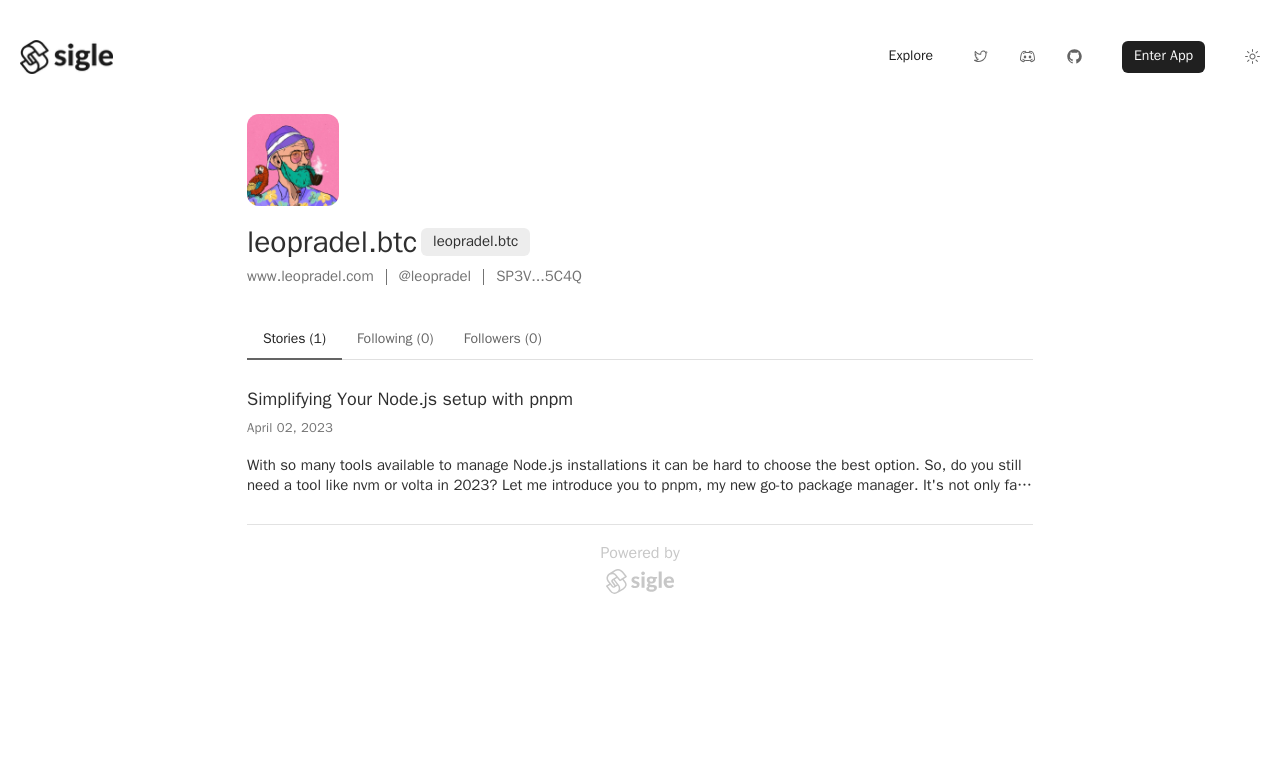 sigle
Explore
Enter App
leopradel.btc
leopradel.btc
www.leopradel.com | @leopradel | SP3V...5C4Q
Stories (1)
Following (0)
Followers (0)
Simplifying Your Node.js setup with pnpm
April 02, 2023
With so many tools available to manage Node.js installations it can be hard to choose the best option. So, do you still
need a tool like nvm or volta in 2023? Let me introduce you to pnpm, my new go-to package manager. It's not only fa…
Powered by
sigle